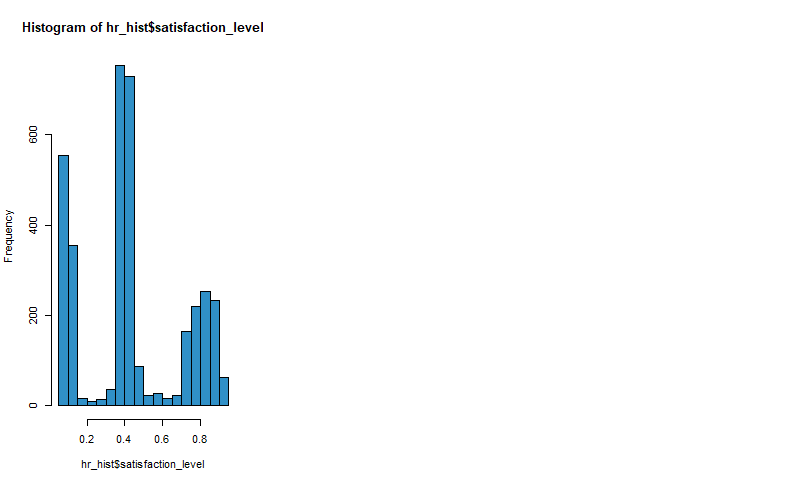 Histogram of hr_hist$satisfaction_level
Frequency
600
400
200
0
0.2 0.4 0.6 0.8
hr_hist$satisfaction_level